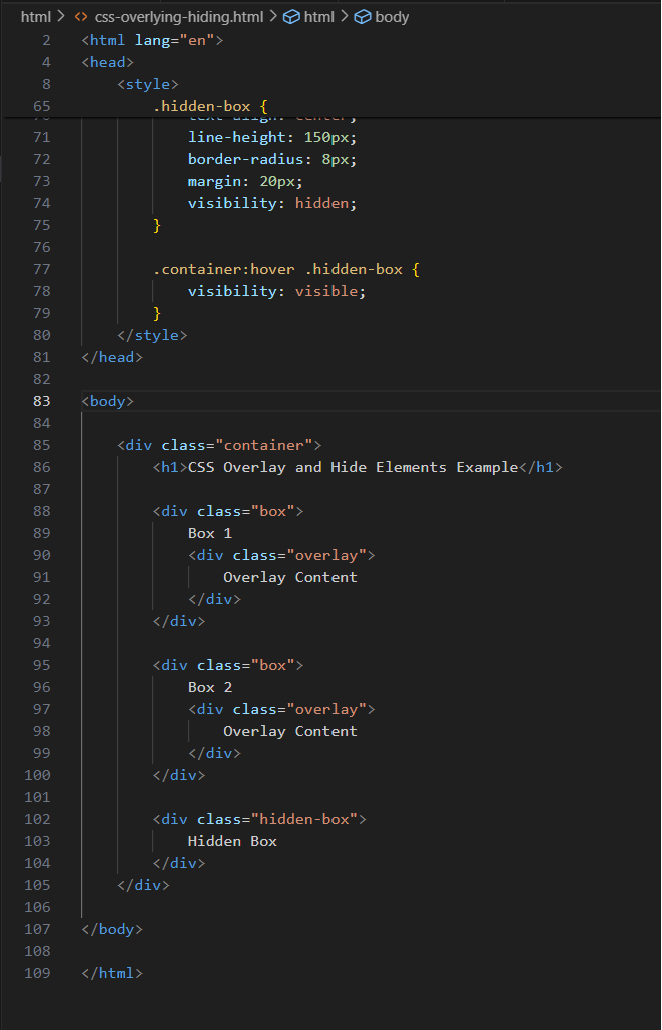 html > <> css-overlying-hiding.html > html > body
2 <html lang="en">
4 <head>
8     <style>
65         .hidden-box {
70             text-align: center;
71             line-height: 150px;
72             border-radius: 8px;
73             margin: 20px;
74             visibility: hidden;
75         }
76
77         .container:hover .hidden-box {
78             visibility: visible;
79         }
80     </style>
81 </head>
82
83 <body>
84
85     <div class="container">
86         <h1>CSS Overlay and Hide Elements Example</h1>
87
88         <div class="box">
89             Box 1
90             <div class="overlay">
91                 Overlay Content
92             </div>
93         </div>
94
95         <div class="box">
96             Box 2
97             <div class="overlay">
98                 Overlay Content
99             </div>
100         </div>
101
102         <div class="hidden-box">
103             Hidden Box
104         </div>
105     </div>
106
107 </body>
108
109 </html>